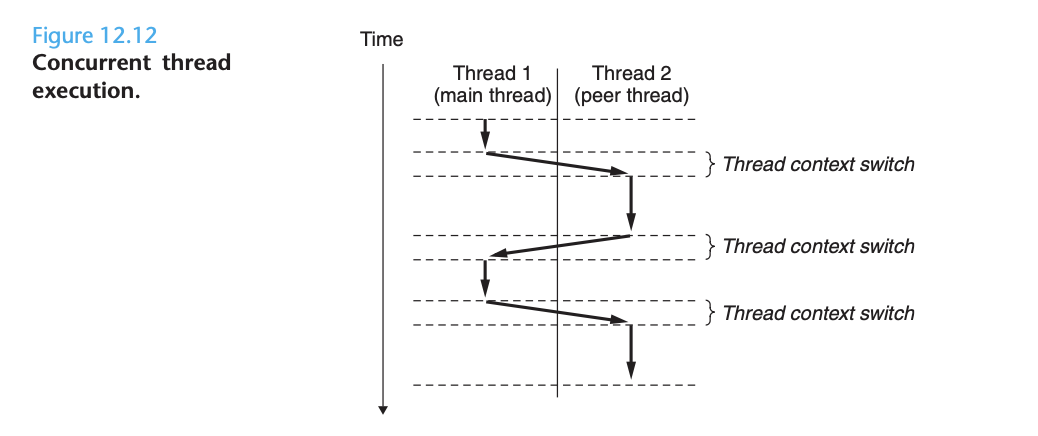 Figure 12.12
Concurrent thread
execution.
Time
Thread 1
(main thread)
Thread 2
(peer thread)
Thread context switch
Thread context switch
Thread context switch